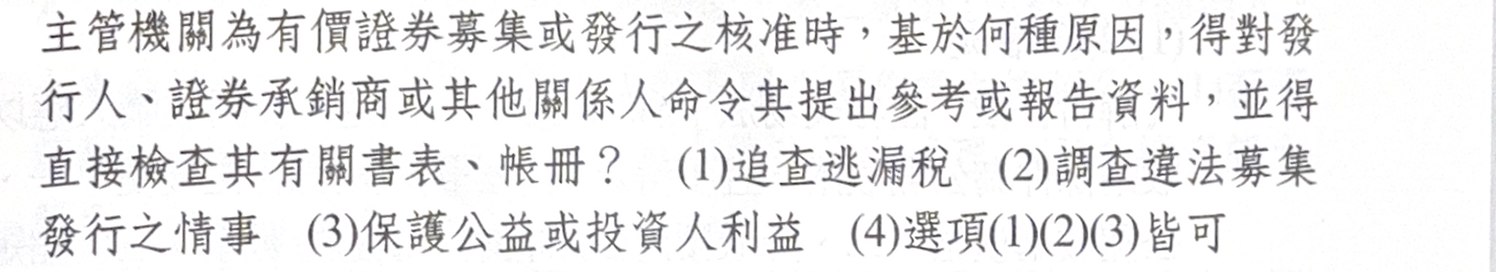 主管機關為有價證券募集或發行之核准時，基於何種原因，得對發
行人、證券承銷商或其他關係人命令其提出參考或報告資料，並得
直接檢查其有關書表、帳冊？　(1)追查逃漏稅　(2)調查違法募集
發行之情事　(3)保護公益或投資人利益　(4)選項(1)(2)(3)皆可